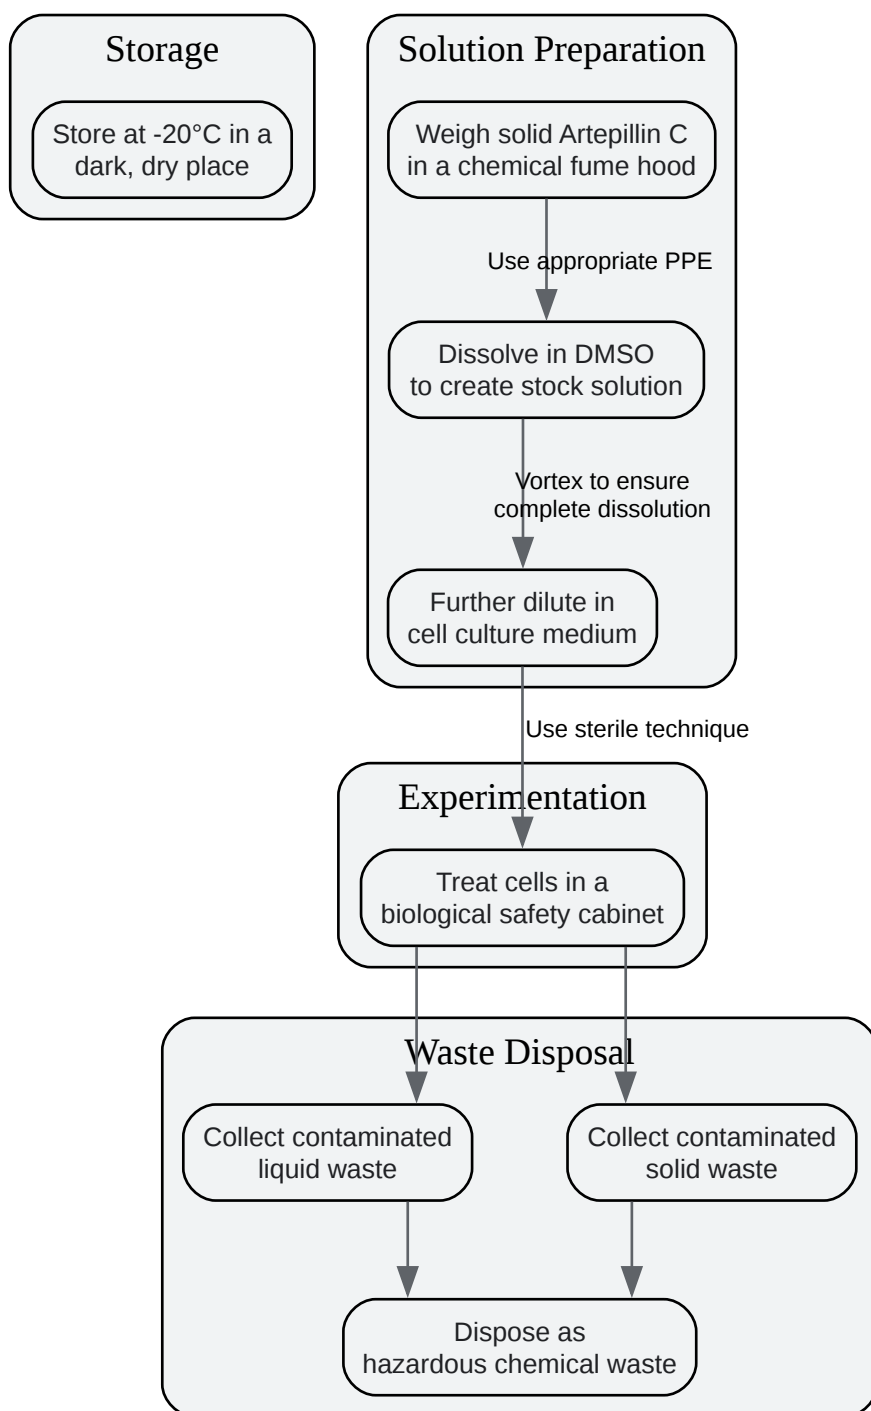 Storage
Store at -20°C in a
dark, dry place
Solution Preparation
Weigh solid Artepillin C
in a chemical fume hood
Use appropriate PPE
Dissolve in DMSO
to create stock solution
Vortex to ensure
complete dissolution
Further dilute in
cell culture medium
Use sterile technique
Experimentation
Treat cells in a
biological safety cabinet
Waste Disposal
Collect contaminated
liquid waste
Collect contaminated
solid waste
Dispose as
hazardous chemical waste